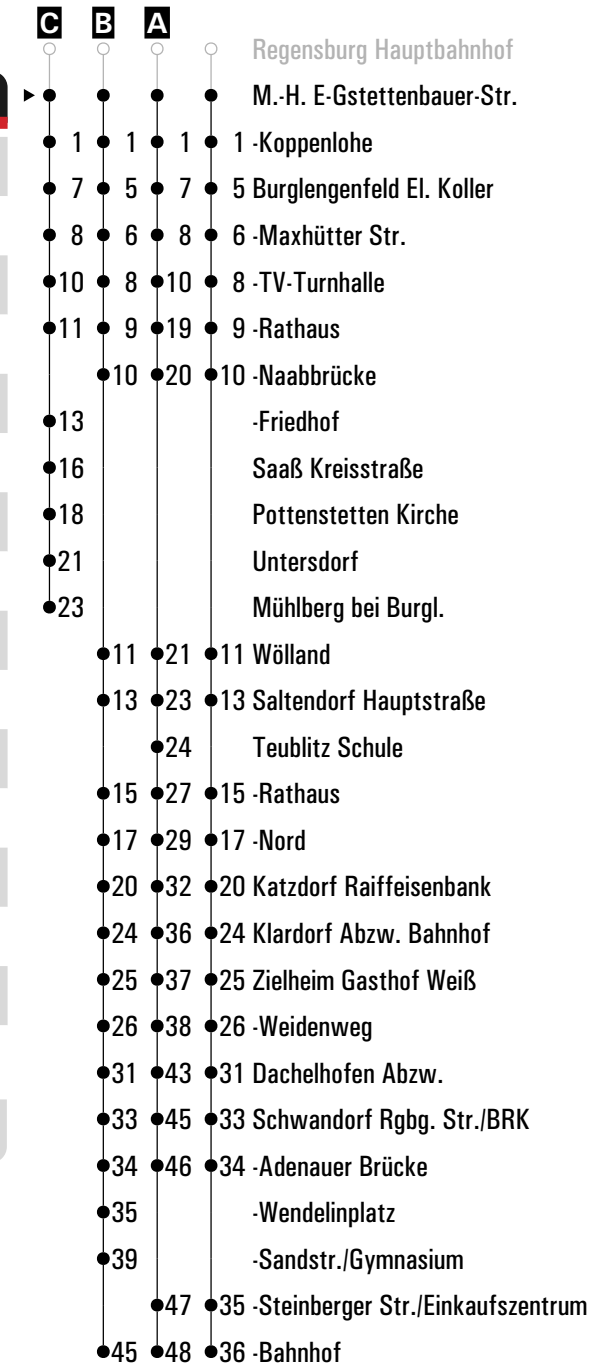 C B A
Regensburg Hauptbahnhof
M.-H. E-Gstettenbauer-Str.
1 1 1 1 -Koppenlohe
7 5 7 5 Burglengenfeld El. Koller
8 6 8 6 -Maxhütter Str.
10 8 10 8 -TV-Turnhalle
11 9 19 9 -Rathaus
10 20 10 -Naabbrücke
13 -Friedhof
16 Saaß Kreisstraße
18 Pottenstetten Kirche
21 Untersdorf
23 Mühlberg bei Burgl.
11 21 11 Wölland
13 23 13 Saltendorf Hauptstraße
24 Teublitz Schule
15 27 15 -Rathaus
17 29 17 -Nord
20 32 20 Katzdorf Raiffeisenbank
24 36 24 Klardorf Abzw. Bahnhof
25 37 25 Zielheim Gasthof Weiß
26 38 26 -Weidenweg
31 43 31 Dachelhofen Abzw.
33 45 33 Schwandorf Rgbg. Str./BRK
34 46 34 -Adenauer Brücke
35 -Wendelinplatz
39 -Sandstr./Gymnasium
47 35 -Steinberger Str./Einkaufszentrum
45 48 36 -Bahnhof